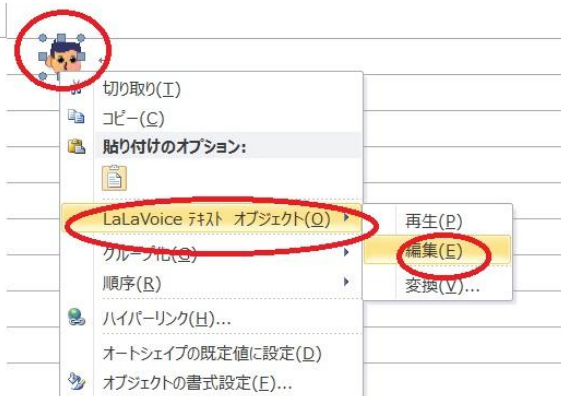 切り取り(T)
コピー(C)
貼り付けのオプション:
LaLaVoice テキスト オブジェクト(O)
再生(P)
グループ化(G)
編集(E)
順序(R)
変換(V)...
ハイパーリンク(H)...
オートシェイプの既定値に設定(D)
オブジェクトの書式設定(F)...